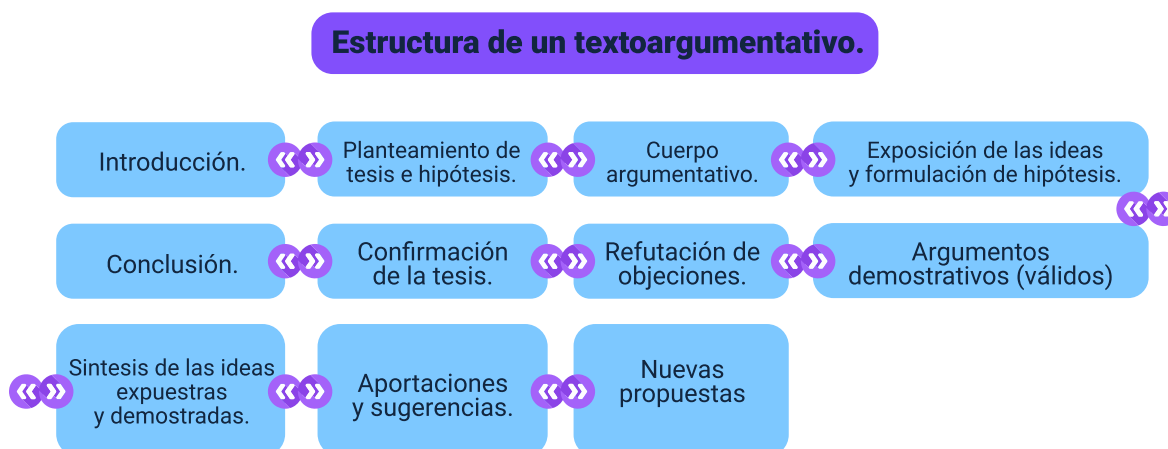 Estructura de un textoargumentativo.
Introducción.
Planteamiento de
tesis e hipótesis.
Cuerpo
argumentativo.
Exposición de las ideas
y formulación de hipótesis.
Conclusión.
Confirmación
de la tesis.
Refutación de
objeciones.
Argumentos
demostrativos (válidos)
Sintesis de las ideas
expuestras
y demostradas.
Aportaciones
y sugerencias.
Nuevas
propuestas